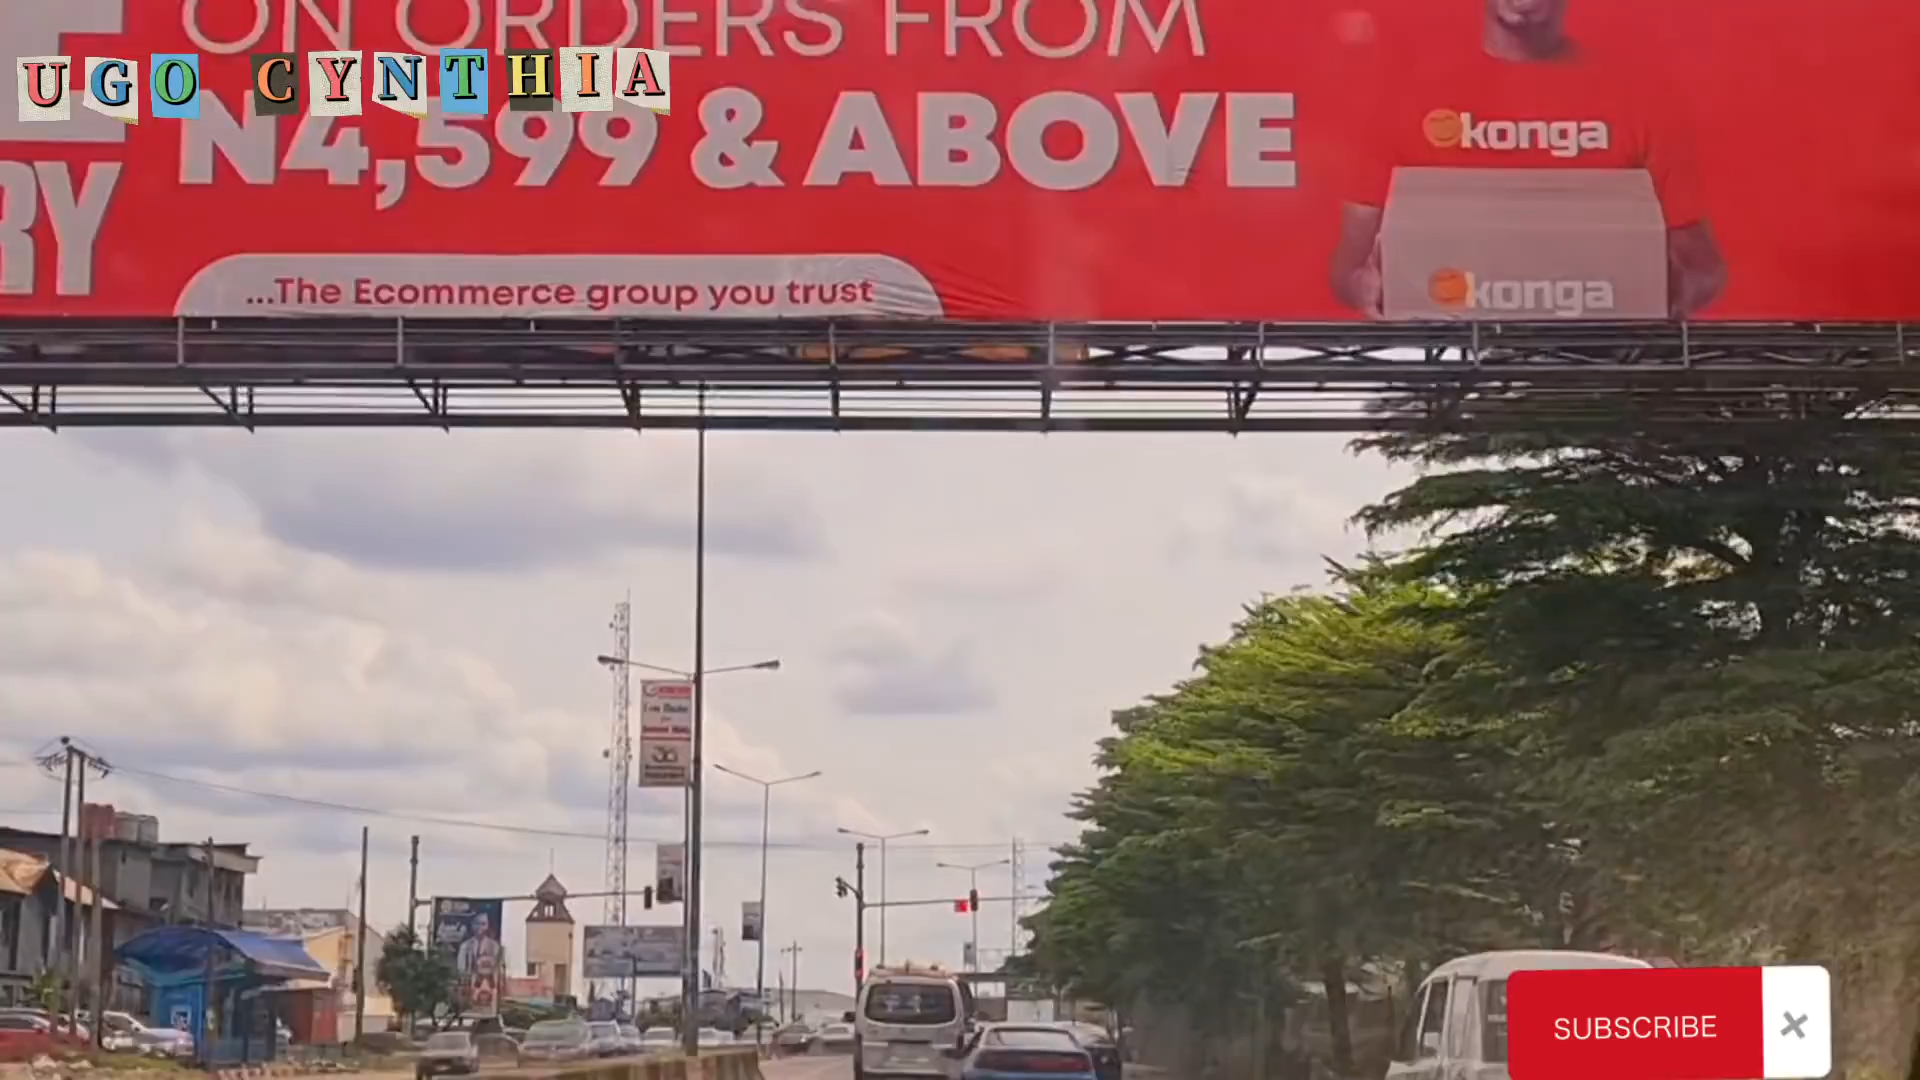 ON ORDERS FROM
UGO CYNTHIA
N4,599 & ABOVE
RY
...The Ecommerce group you trust
konga
konga
SUBSCRIBE